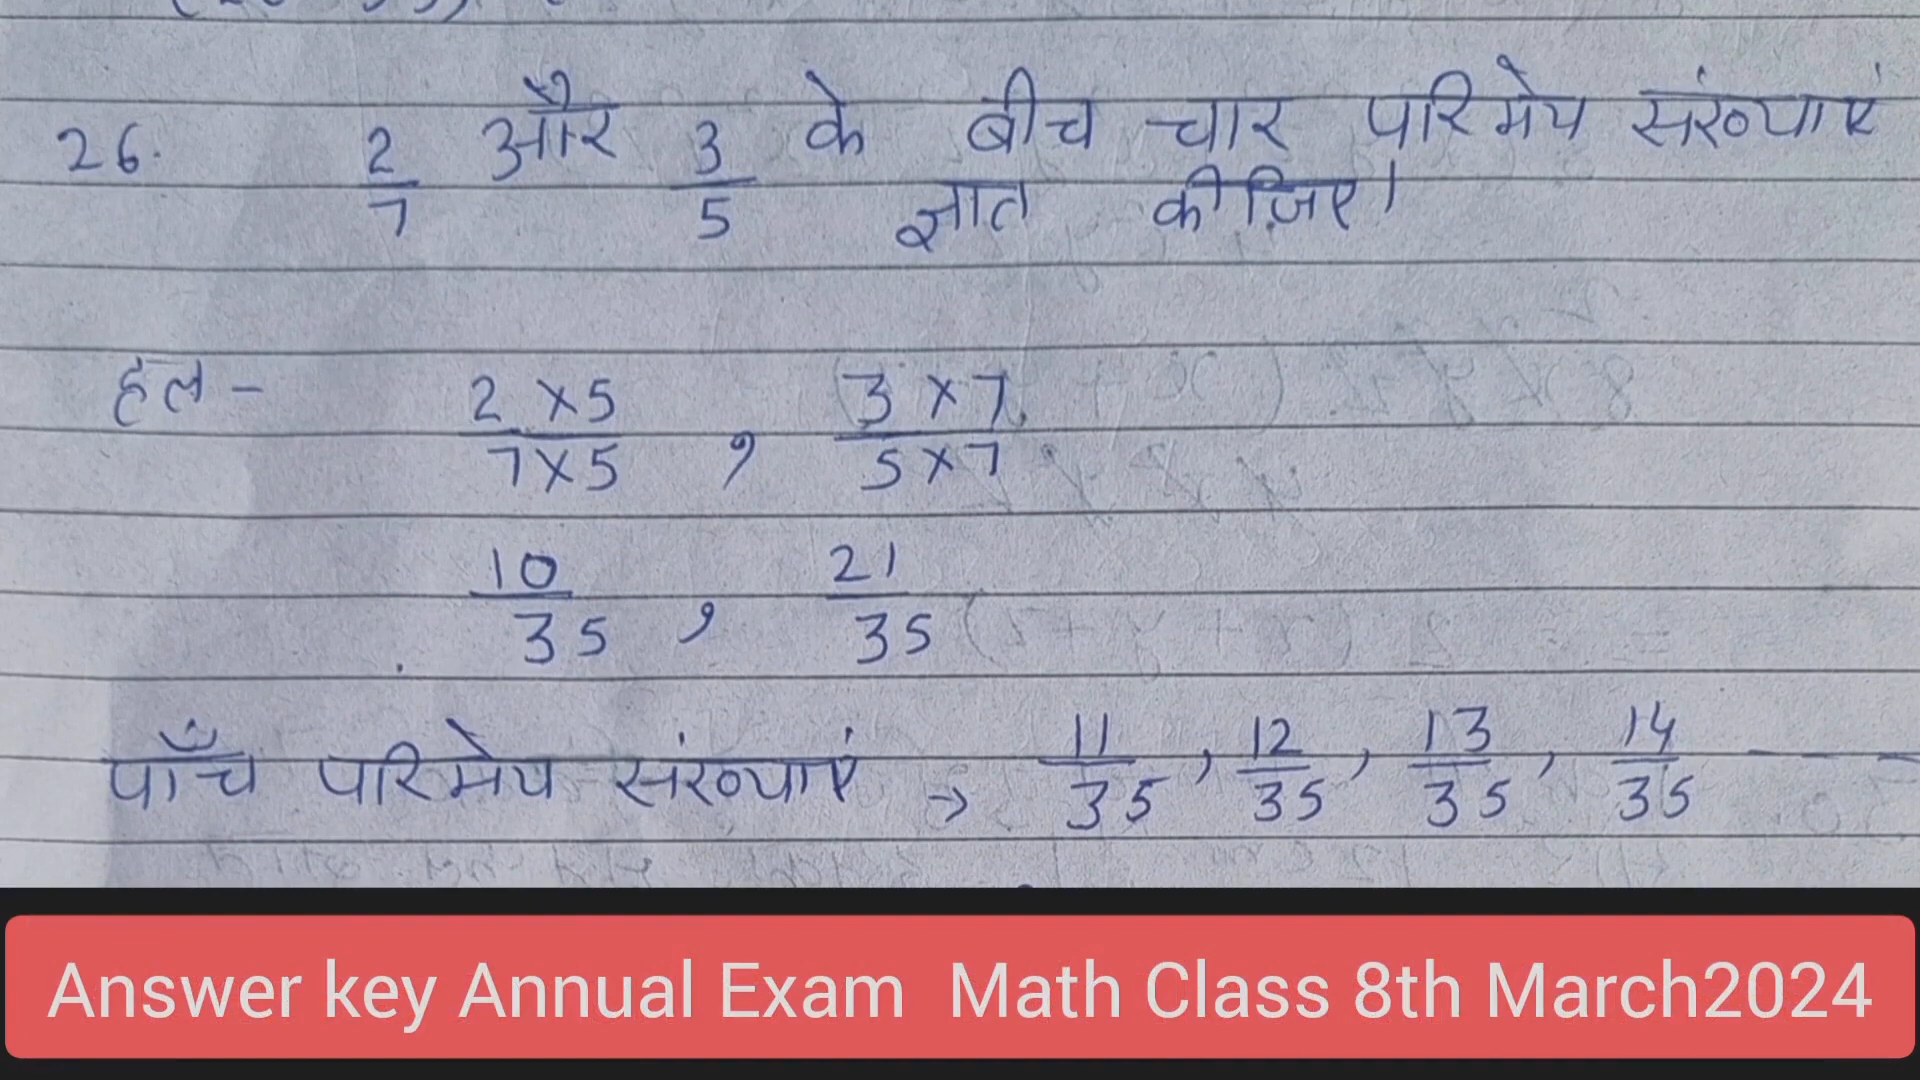 26. 2/7 और 3/5 के बीच चार परिमेय संख्याएं
ज्ञात कीजिए।
हल - 2 × 5 / 7 × 5 , 3 × 7 / 5 × 7
10/35 , 21/35
पाँच परिमेय संख्याएं → 11/35 , 12/35 , 13/35 , 14/35 - - -
Answer key Annual Exam Math Class 8th March2024